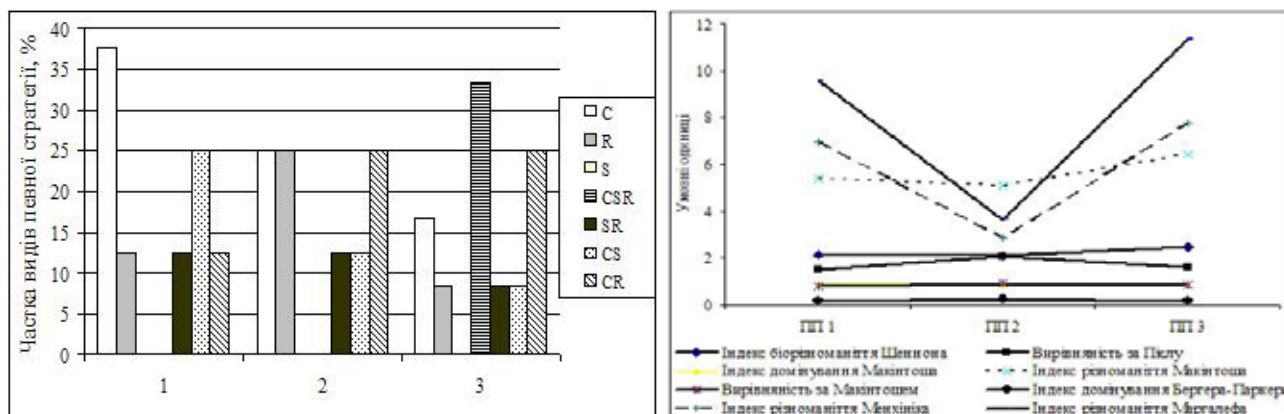 Частка видів певної стратегії, %
40
35
30
25
20
15
10
5
0
1
2
3
C
R
S
CSR
SR
CS
CR
Умовні одиниці
12
10
8
6
4
2
0
ПП 1
ПП 2
ПП 3
Індекс біорізноманіття Шеннона
Вирівняність за Піелу
Індекс домінування Макінтоша
Індекс різноманіття Макінтоша
Вирівняність за Макінтошем
Індекс домінування Бергера-Паркера
Індекс різноманіття Менхініка
Індекс різноманіття Маргалефа